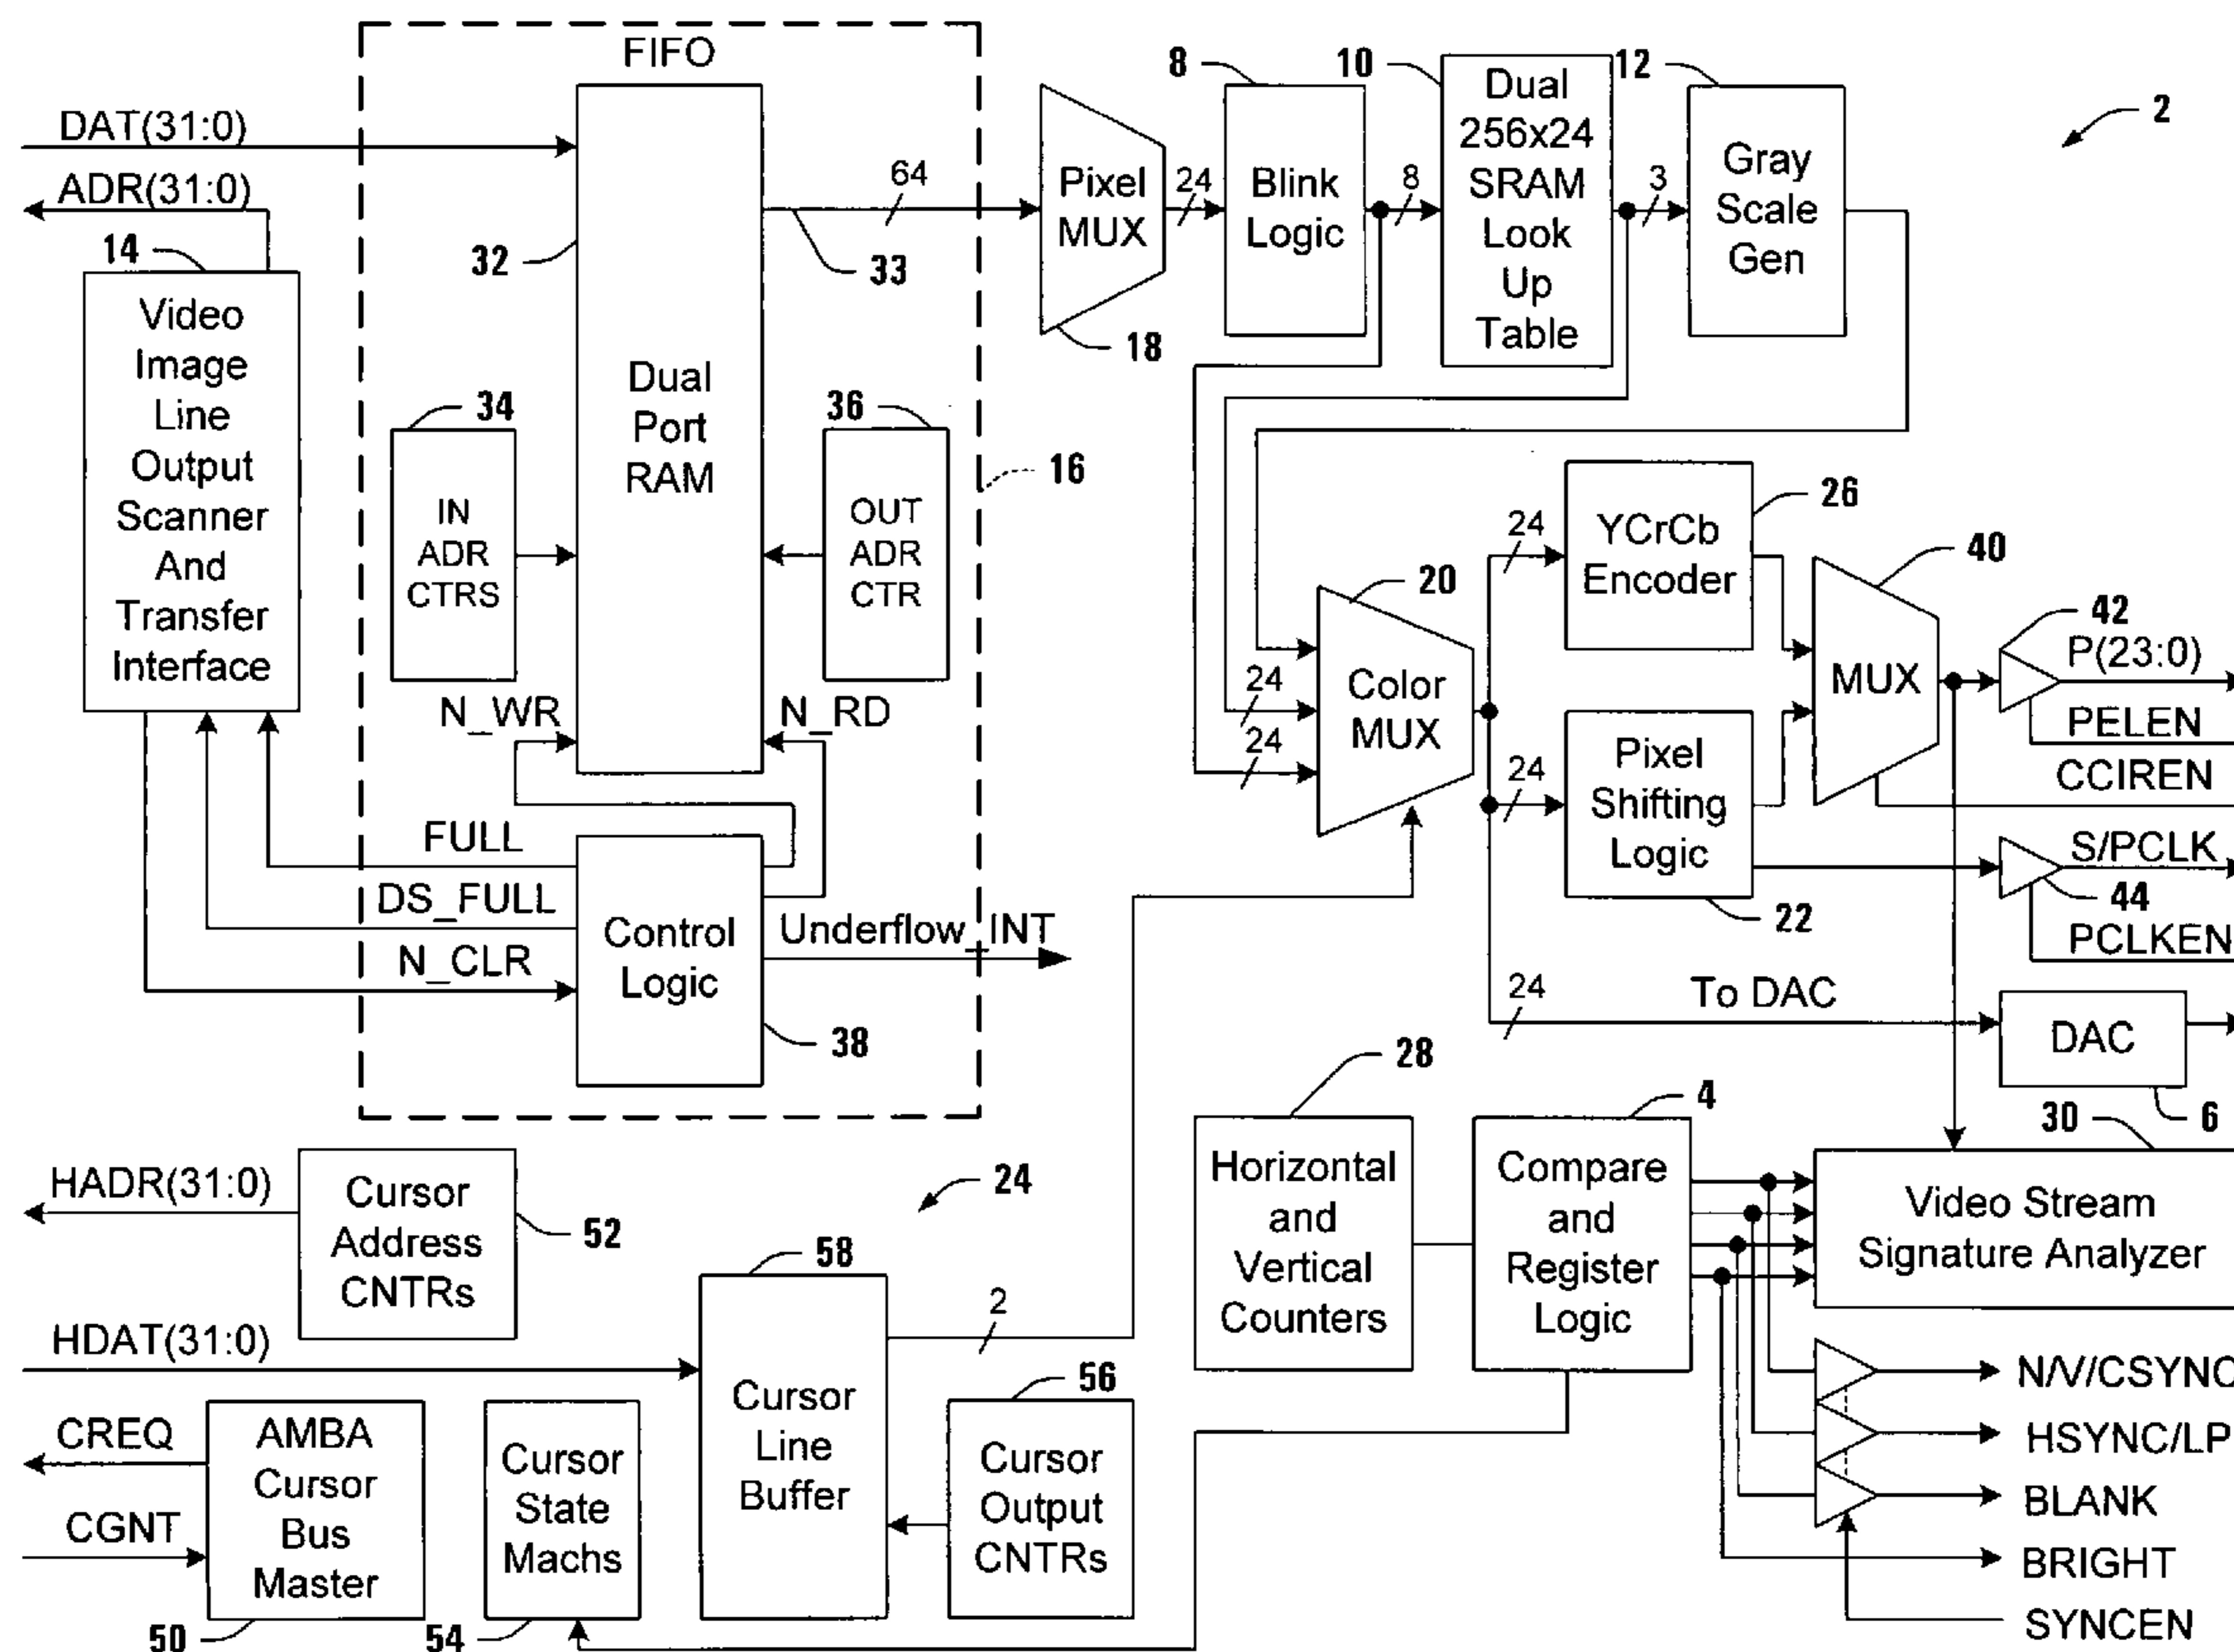 FIFO
DAT(31:0)
ADR(31:0)
14
Video
Image
Line
Output
Scanner
And
Transfer
Interface
32
Dual
Port
RAM
34
IN
ADR
CTRS
36
OUT
ADR
CTR
16
N_WR
N_RD
FULL
DS_FULL
N_CLR
Control
Logic
38
Underflow_INT
64
33
Pixel
MUX
18
24
8
Blink
Logic
8
10
Dual
256x24
SRAM
Look
Up
Table
3
12
Gray
Scale
Gen
2
24
24
20
Color
MUX
24
YCrCb
Encoder
26
24
Pixel
Shifting
Logic
22
40
MUX
42
P(23:0)
PELEN
CCIREN
S/PCLK
44
PCLKEN
24
To DAC
DAC
6
28
Horizontal
and
Vertical
Counters
4
Compare
and
Register
Logic
30
Video Stream
Signature Analyzer
N/V/CSYNC
HSYNC/LP
BLANK
BRIGHT
SYNCEN
HADR(31:0)
Cursor
Address
CNTRs
52
24
HDAT(31:0)
58
Cursor
Line
Buffer
2
CREQ
CGNT
AMBA
Cursor
Bus
Master
50
Cursor
State
Machs
54
56
Cursor
Output
CNTRs